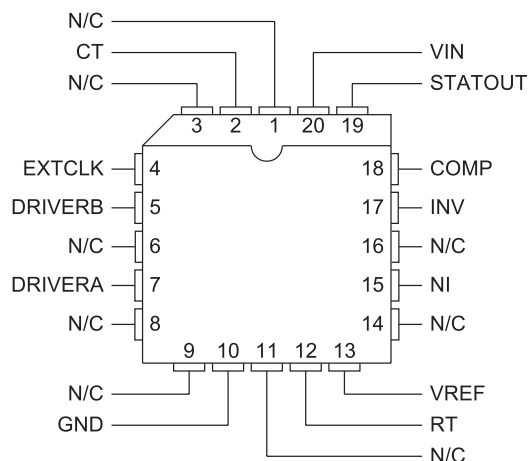 N/C
CT
N/C
VIN
STATOUT
3 2 1 20 19
EXTCLK 4
DRIVERB 5
N/C 6
DRIVERA 7
N/C 8
18 COMP
17 INV
16 N/C
15 NI
14 N/C
9 10 11 12 13
N/C
GND
VREF
RT
N/C